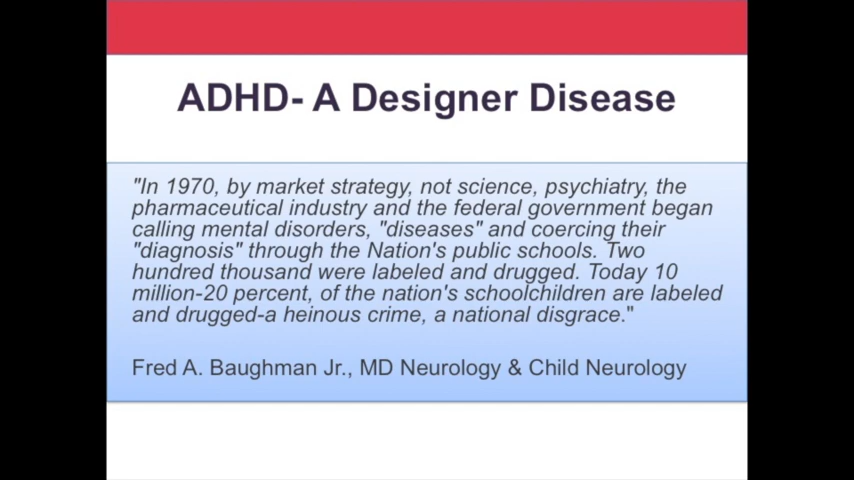 ADHD- A Designer Disease
"In 1970, by market strategy, not science, psychiatry, the
pharmaceutical industry and the federal government began
calling mental disorders, "diseases" and coercing their
"diagnosis" through the Nation's public schools. Two
hundred thousand were labeled and drugged. Today 10
million-20 percent, of the nation's schoolchildren are labeled
and drugged-a heinous crime, a national disgrace."
Fred A. Baughman Jr., MD Neurology & Child Neurology